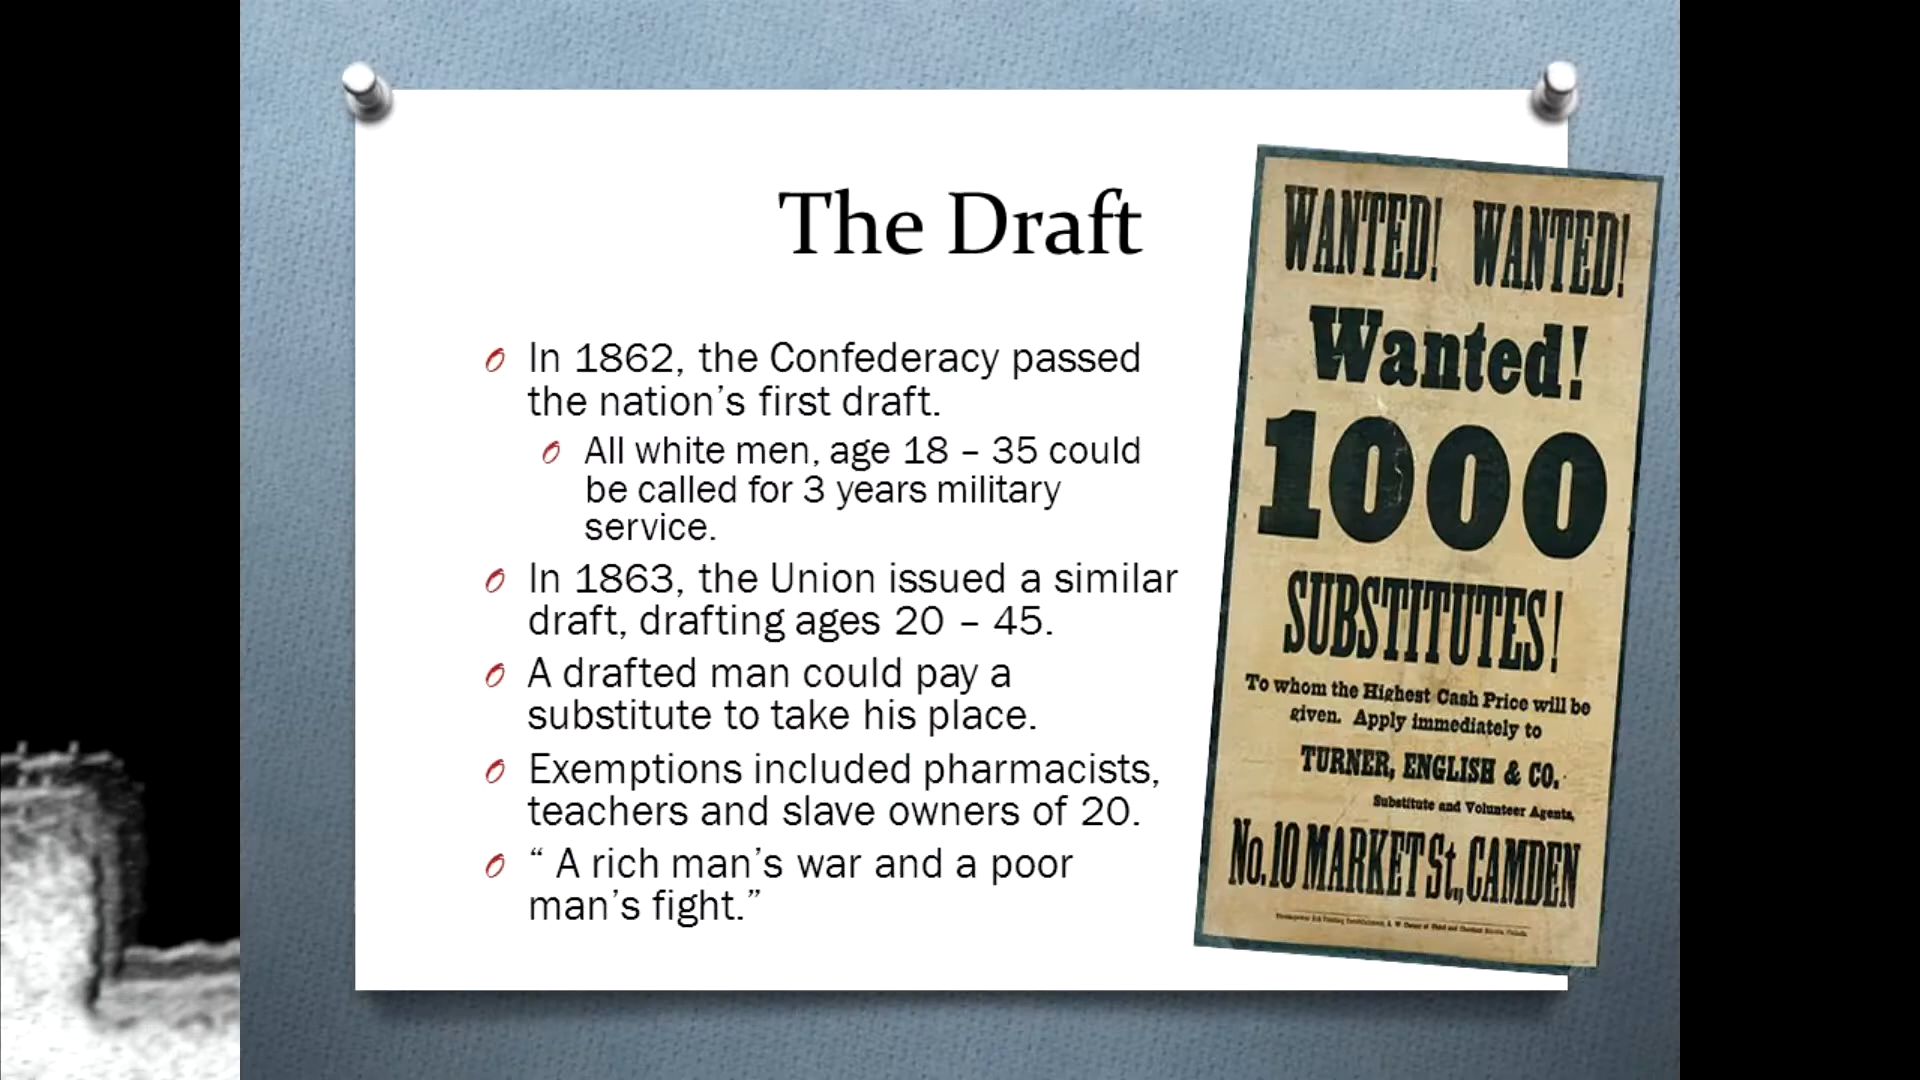 The Draft
In 1862, the Confederacy passed
the nation's first draft.
All white men, age 18 – 35 could
be called for 3 years military
service.
In 1863, the Union issued a similar
draft, drafting ages 20 – 45.
A drafted man could pay a
substitute to take his place.
Exemptions included pharmacists,
teachers and slave owners of 20.
“ A rich man's war and a poor
man's fight.”
WANTED! WANTED!
Wanted!
1000
SUBSTITUTES!
To whom the Highest Cash Price will be
given. Apply immediately to
TURNER, ENGLISH & CO.
Substitute and Volunteer Agents,
No. 10 MARKET St., CAMDEN